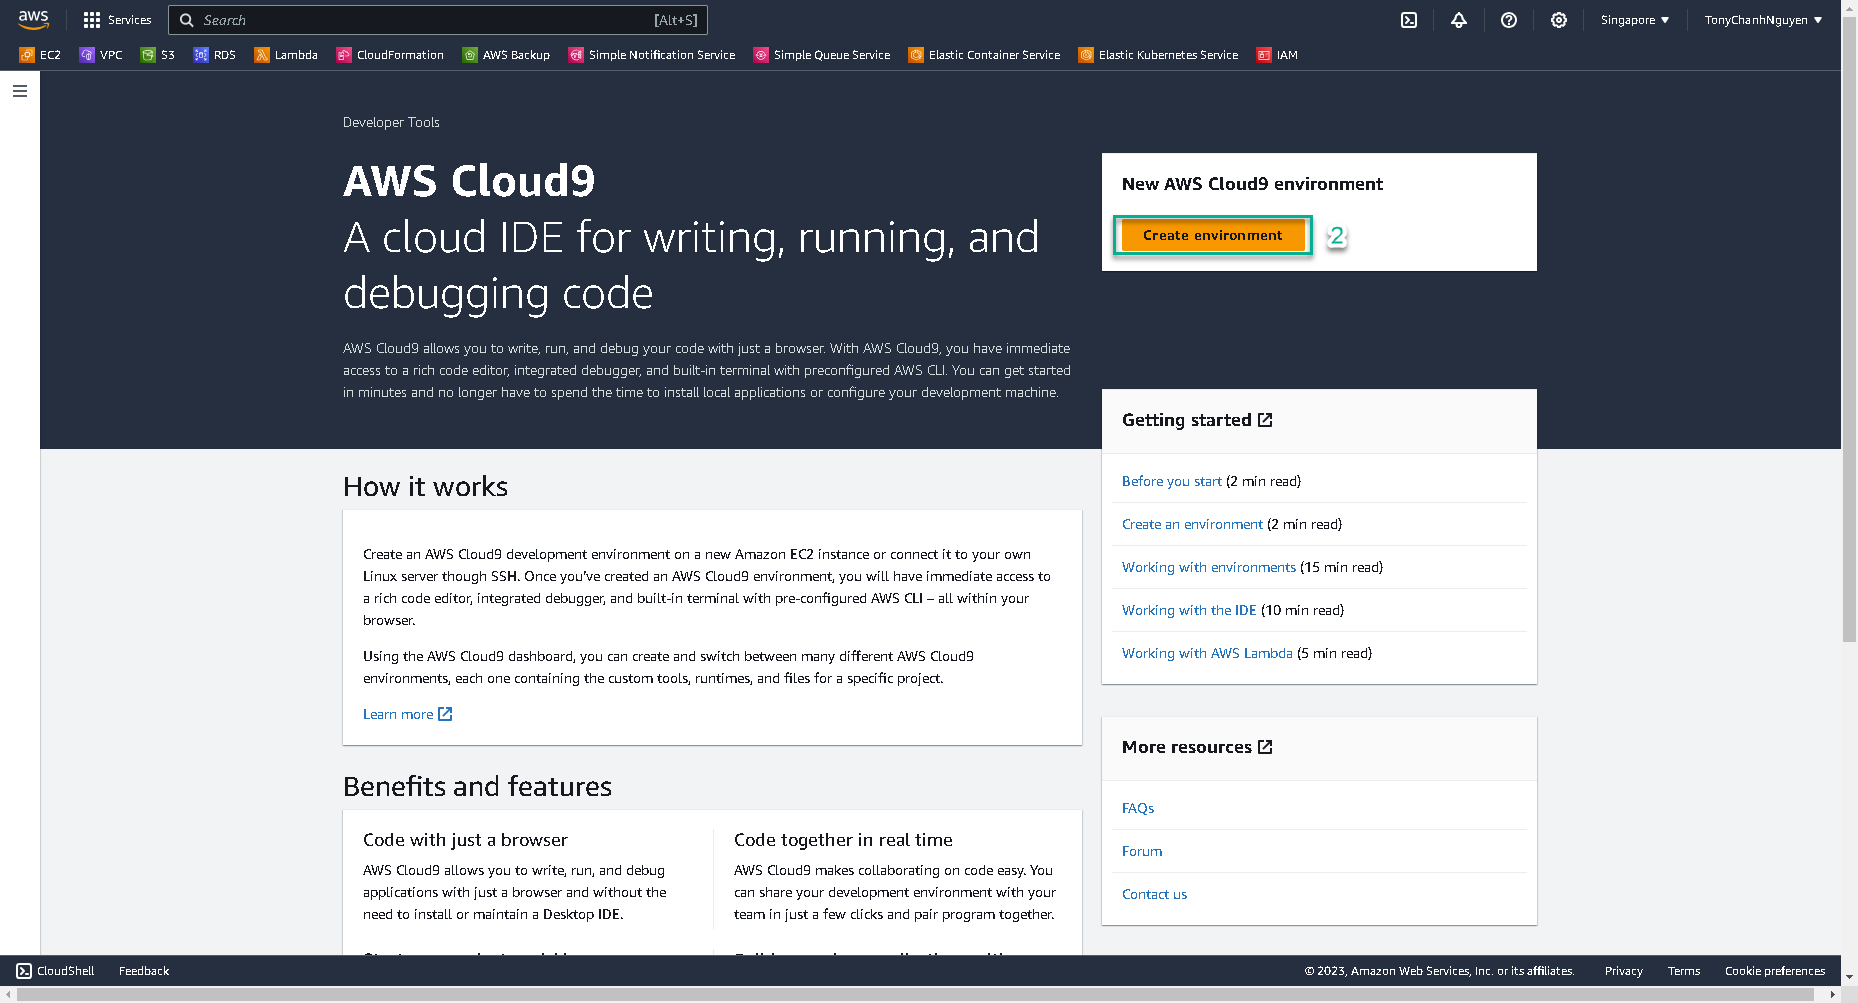 aws
Services
Search
[Alt+S]
Singapore ▼
TonyChanhNguyen ▼
EC2
VPC
S3
RDS
Lambda
CloudFormation
AWS Backup
Simple Notification Service
Simple Queue Service
Elastic Container Service
Elastic Kubernetes Service
IAM
Developer Tools
AWS Cloud9
A cloud IDE for writing, running, and
debugging code
AWS Cloud9 allows you to write, run, and debug your code with just a browser. With AWS Cloud9, you have immediate
access to a rich code editor, integrated debugger, and built-in terminal with preconfigured AWS CLI. You can get started
in minutes and no longer have to spend the time to install local applications or configure your development machine.
New AWS Cloud9 environment
Create environment
2
Getting started
Before you start (2 min read)
Create an environment (2 min read)
Working with environments (15 min read)
Working with the IDE (10 min read)
Working with AWS Lambda (5 min read)
How it works
Create an AWS Cloud9 development environment on a new Amazon EC2 instance or connect it to your own
Linux server though SSH. Once you've created an AWS Cloud9 environment, you will have immediate access to
a rich code editor, integrated debugger, and built-in terminal with pre-configured AWS CLI – all within your
browser.
Using the AWS Cloud9 dashboard, you can create and switch between many different AWS Cloud9
environments, each one containing the custom tools, runtimes, and files for a specific project.
Learn more
More resources
FAQs
Forum
Contact us
Benefits and features
Code with just a browser
AWS Cloud9 allows you to write, run, and debug
applications with just a browser and without the
need to install or maintain a Desktop IDE.
Code together in real time
AWS Cloud9 makes collaborating on code easy. You
can share your development environment with your
team in just a few clicks and pair program together.
CloudShell
Feedback
© 2023, Amazon Web Services, Inc. or its affiliates.
Privacy
Terms
Cookie preferences